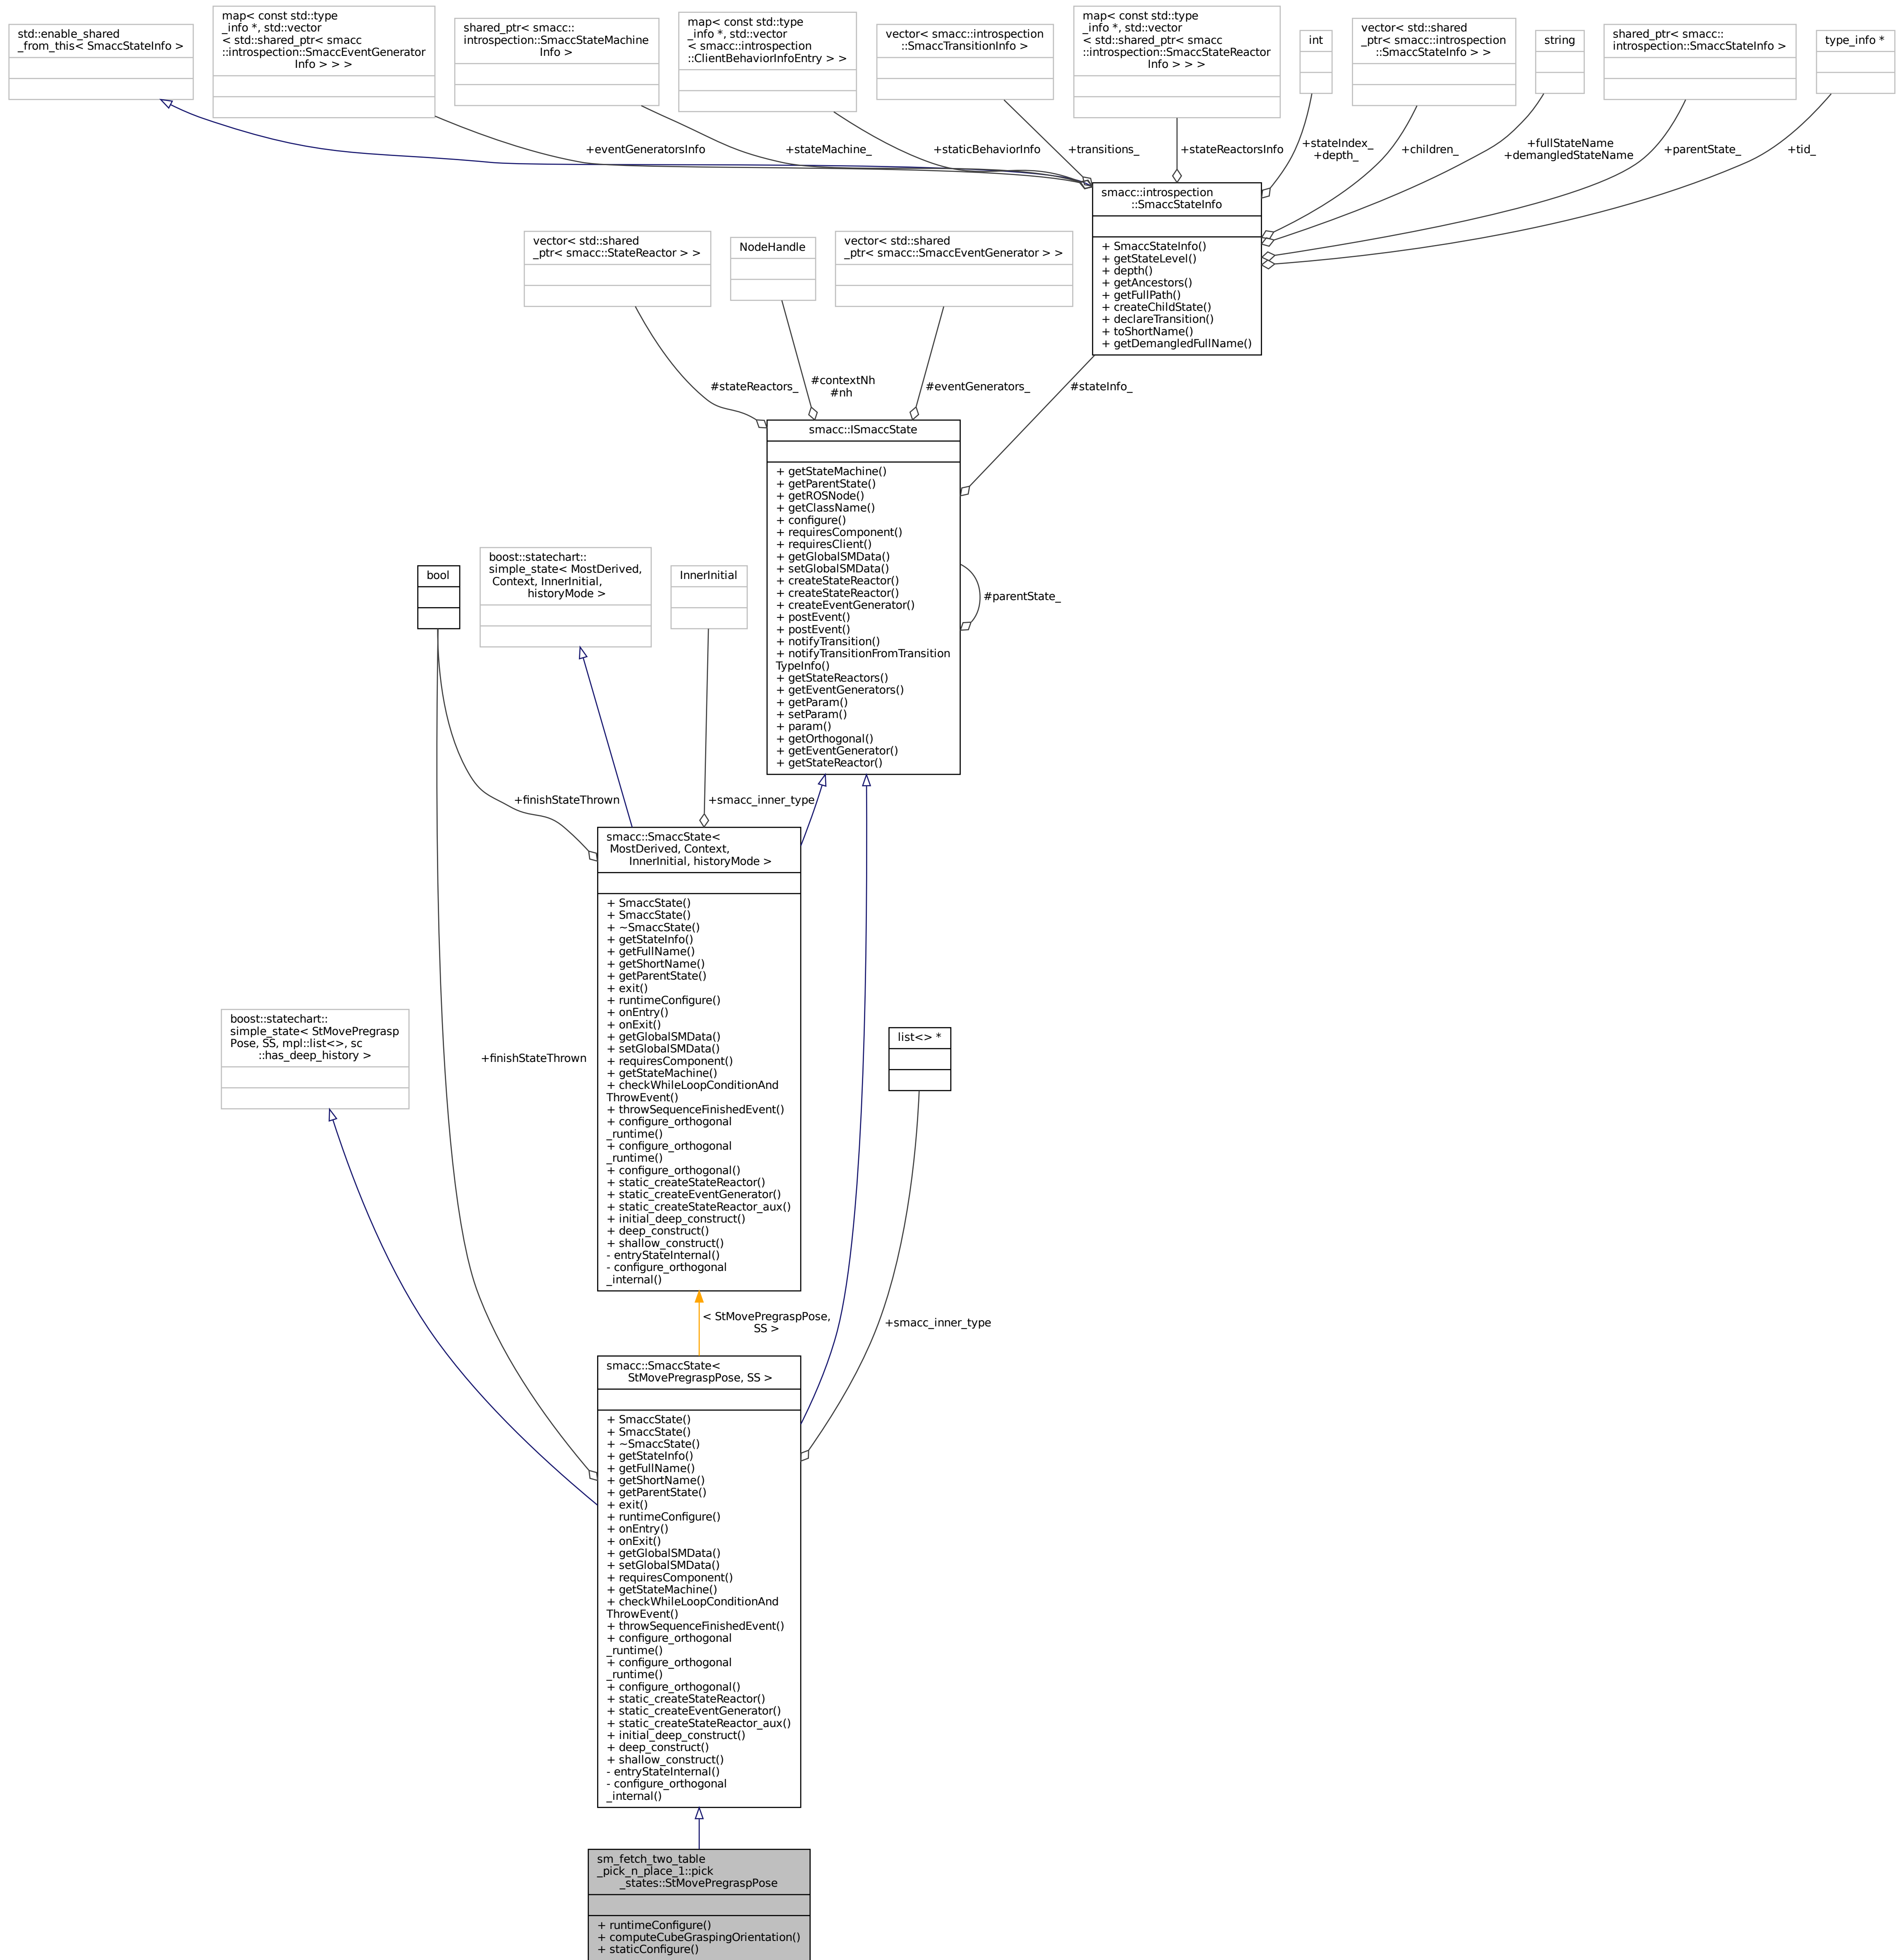 std::enable_shared
_from_this< SmaccStateInfo >
map< const std::type
_info *, std::vector
< std::shared_ptr< smacc
::introspection::SmaccEventGenerator
Info > > >
shared_ptr< smacc::
introspection::SmaccStateMachine
Info >
map< const std::type
_info *, std::vector
< smacc::introspection
::ClientBehaviorInfoEntry > >
vector< smacc::introspection
::SmaccTransitionInfo >
map< const std::type
_info *, std::vector
< std::shared_ptr< smacc
::introspection::SmaccStateReactor
Info > > >
int
vector< std::shared
_ptr< smacc::introspection
::SmaccStateInfo > >
string
shared_ptr< smacc::
introspection::SmaccStateInfo >
type_info *
+eventGeneratorsInfo
+stateMachine_
+staticBehaviorInfo
+transitions_
+stateReactorsInfo
+stateIndex_
+depth_
+children_
+fullStateName
+demangledStateName
+parentState_
+tid_
smacc::introspection
::SmaccStateInfo
+ SmaccStateInfo()
+ getStateLevel()
+ depth()
+ getAncestors()
+ getFullPath()
+ createChildState()
+ declareTransition()
+ toShortName()
+ getDemangledFullName()
vector< std::shared
_ptr< smacc::StateReactor > >
NodeHandle
vector< std::shared
_ptr< smacc::SmaccEventGenerator > >
#stateReactors_
#contextNh
#nh
#eventGenerators_
#stateInfo_
smacc::ISmaccState
+ getStateMachine()
+ getParentState()
+ getROSNode()
+ getClassName()
+ configure()
+ requiresComponent()
+ requiresClient()
+ getGlobalSMData()
+ setGlobalSMData()
+ createStateReactor()
+ createStateReactor()
+ createEventGenerator()
+ postEvent()
+ postEvent()
+ notifyTransition()
+ notifyTransitionFromTransition
TypeInfo()
+ getStateReactors()
+ getEventGenerators()
+ getParam()
+ setParam()
+ param()
+ getOrthogonal()
+ getEventGenerator()
+ getStateReactor()
#parentState_
bool
boost::statechart::
simple_state< MostDerived,
Context, InnerInitial,
historyMode >
InnerInitial
+finishStateThrown
+smacc_inner_type
smacc::SmaccState<
MostDerived, Context,
InnerInitial, historyMode >
+ SmaccState()
+ SmaccState()
+ ~SmaccState()
+ getStateInfo()
+ getFullName()
+ getShortName()
+ getParentState()
+ exit()
+ runtimeConfigure()
+ onEntry()
+ onExit()
+ getGlobalSMData()
+ setGlobalSMData()
+ requiresComponent()
+ getStateMachine()
+ checkWhileLoopConditionAnd
ThrowEvent()
+ throwSequenceFinishedEvent()
+ configure_orthogonal
_runtime()
+ configure_orthogonal
_runtime()
+ configure_orthogonal()
+ static_createStateReactor()
+ static_createEventGenerator()
+ static_createStateReactor_aux()
+ initial_deep_construct()
+ deep_construct()
+ shallow_construct()
- entryStateInternal()
- configure_orthogonal
_internal()
boost::statechart::
simple_state< StMovePregrasp
Pose, SS, mpl::list<>, sc
::has_deep_history >
+finishStateThrown
list<> *
< StMovePregraspPose,
SS >
+smacc_inner_type
smacc::SmaccState<
StMovePregraspPose, SS >
+ SmaccState()
+ SmaccState()
+ ~SmaccState()
+ getStateInfo()
+ getFullName()
+ getShortName()
+ getParentState()
+ exit()
+ runtimeConfigure()
+ onEntry()
+ onExit()
+ getGlobalSMData()
+ setGlobalSMData()
+ requiresComponent()
+ getStateMachine()
+ checkWhileLoopConditionAnd
ThrowEvent()
+ throwSequenceFinishedEvent()
+ configure_orthogonal
_runtime()
+ configure_orthogonal
_runtime()
+ configure_orthogonal()
+ static_createStateReactor()
+ static_createEventGenerator()
+ static_createStateReactor_aux()
+ initial_deep_construct()
+ deep_construct()
+ shallow_construct()
- entryStateInternal()
- configure_orthogonal
_internal()
sm_fetch_two_table
_pick_n_place_1::pick
_states::StMovePregraspPose
+ runtimeConfigure()
+ computeCubeGraspingOrientation()
+ staticConfigure()